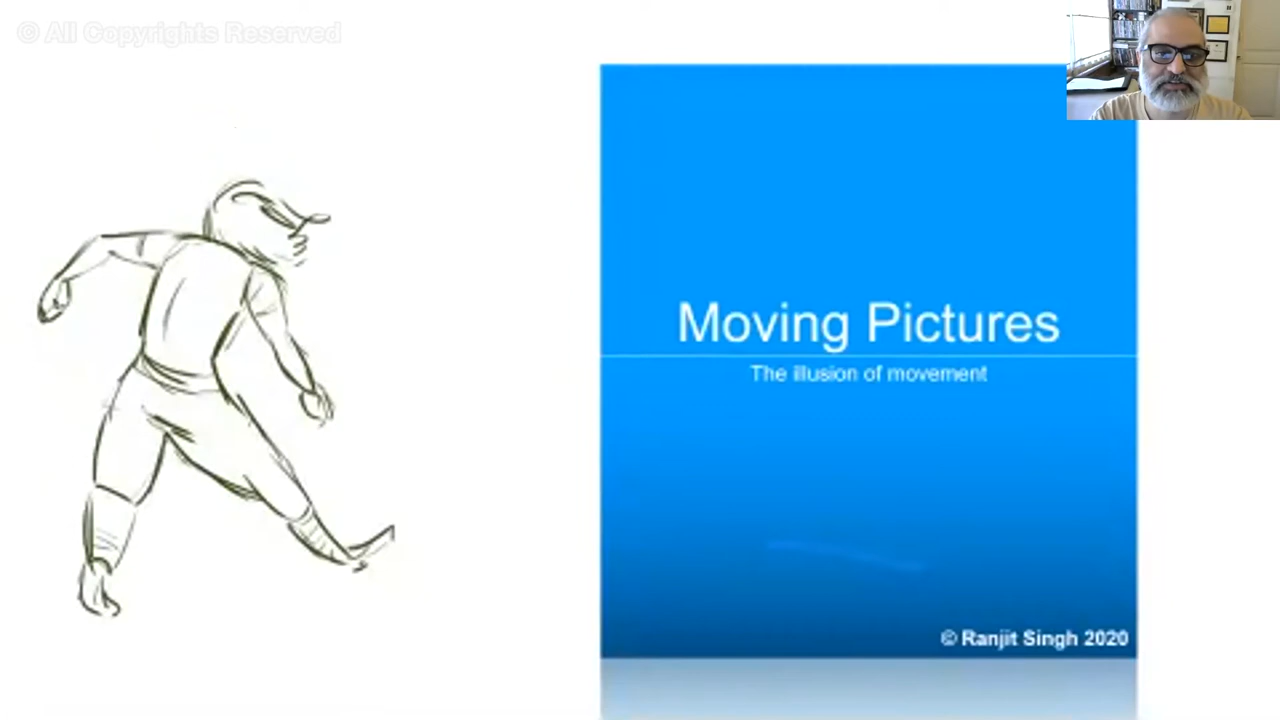 © All Copyrights Reserved
Moving Pictures
The illusion of movement
© Ranjit Singh 2020